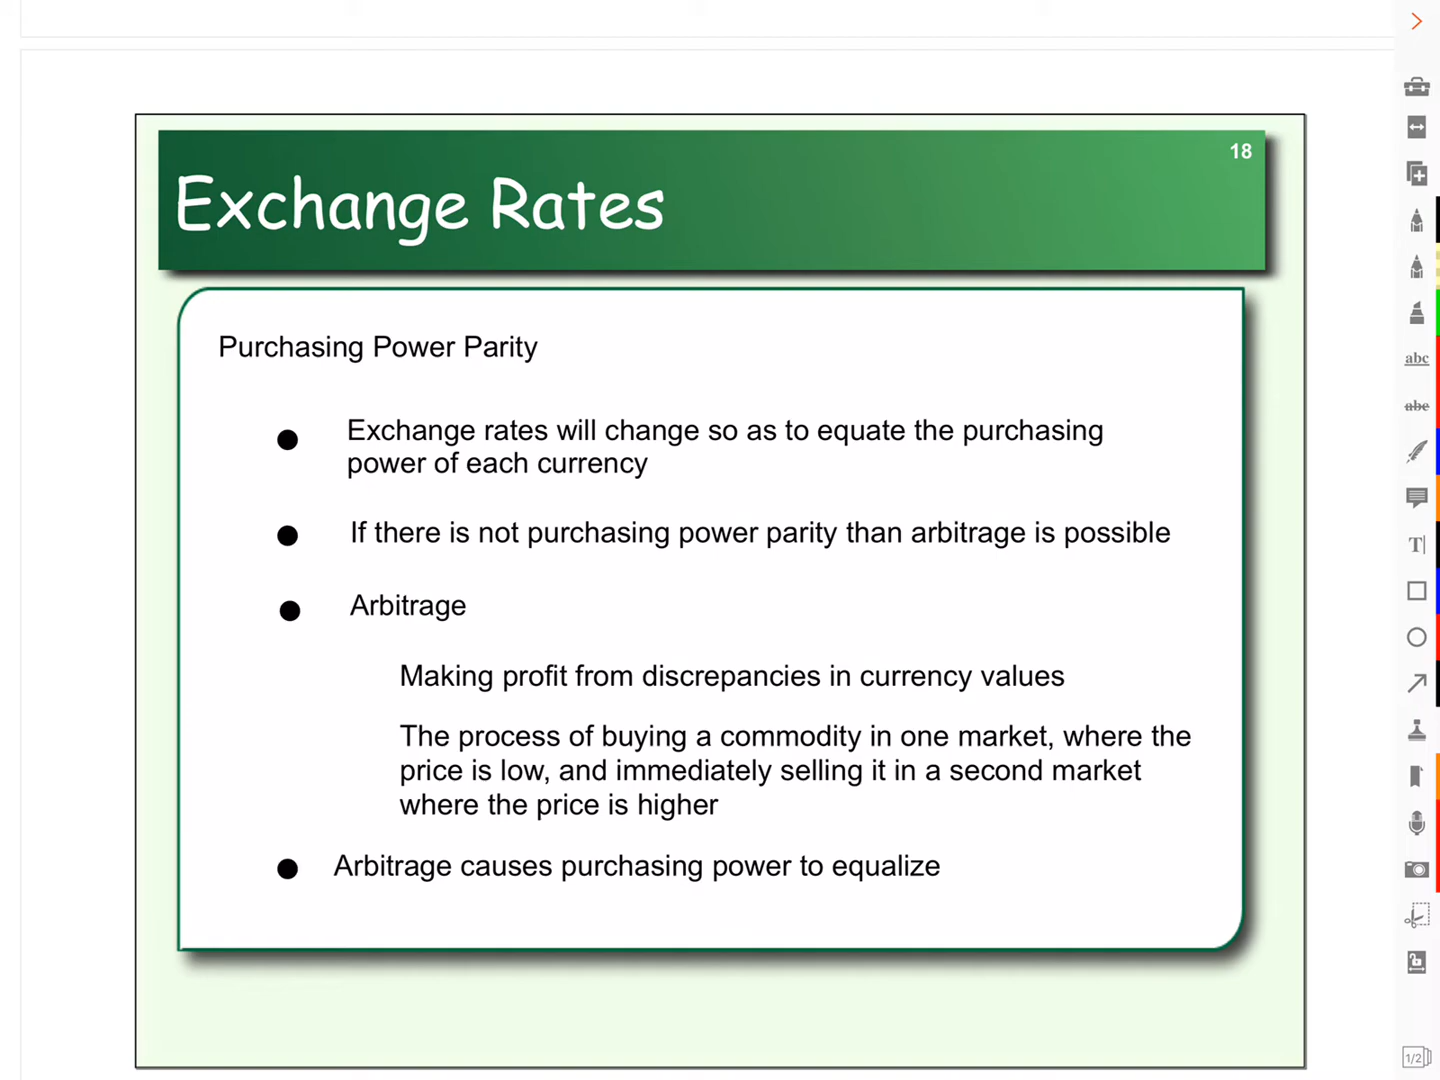 18
Exchange Rates
Purchasing Power Parity
● Exchange rates will change so as to equate the purchasing
power of each currency
● If there is not purchasing power parity than arbitrage is possible
● Arbitrage
Making profit from discrepancies in currency values
The process of buying a commodity in one market, where the
price is low, and immediately selling it in a second market
where the price is higher
● Arbitrage causes purchasing power to equalize
abc
abc
T|
1/2